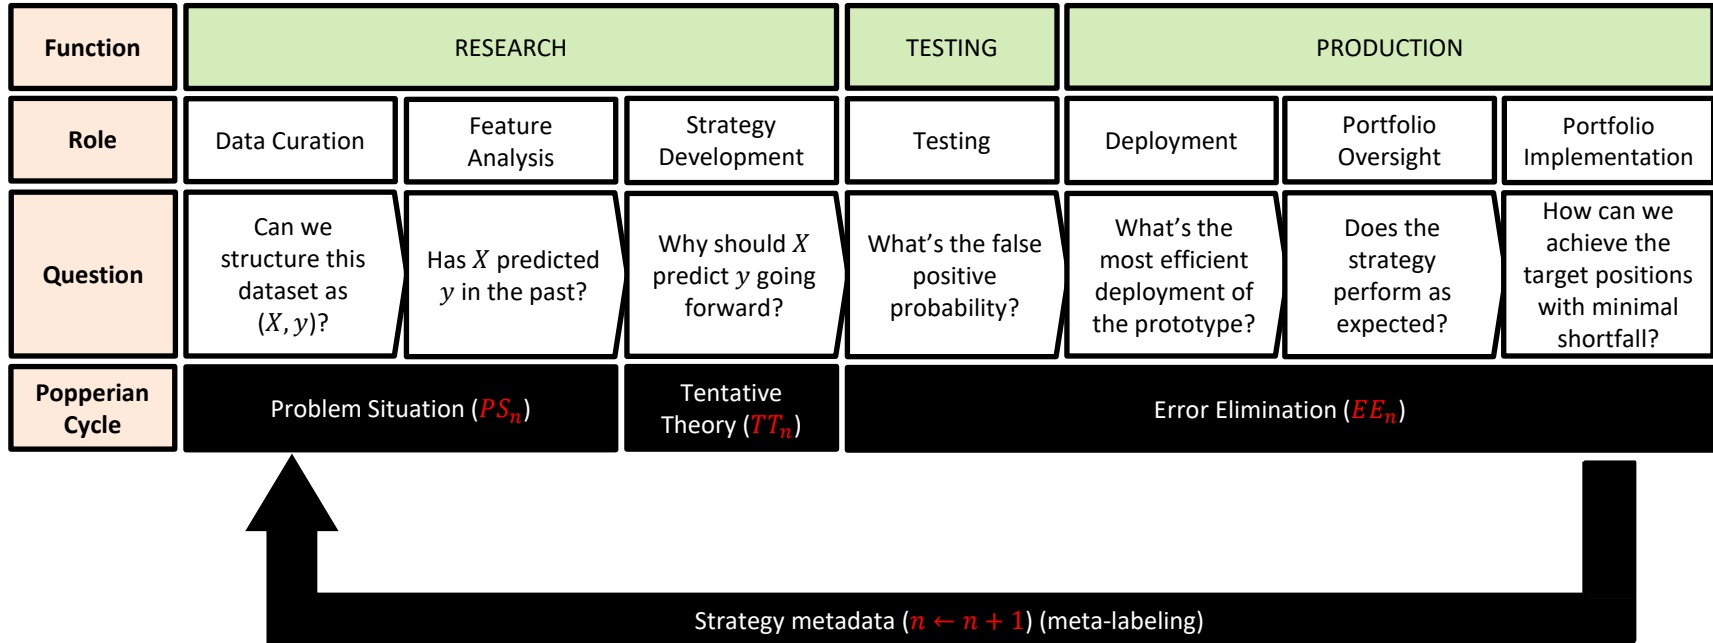 Function
RESEARCH
TESTING
PRODUCTION
Role
Data Curation
Feature
Analysis
Strategy
Development
Testing
Deployment
Portfolio
Oversight
Portfolio
Implementation
Question
Can we
structure this
dataset as
(X, y)?
Has X predicted
y in the past?
Why should X
predict y going
forward?
What's the false
positive
probability?
What's the
most efficient
deployment of
the prototype?
Does the
strategy
perform as
expected?
How can we
achieve the
target positions
with minimal
shortfall?
Popperian
Cycle
Problem Situation (PSₙ)
Tentative
Theory (TTₙ)
Error Elimination (EEₙ)
Strategy metadata (n ← n + 1) (meta-labeling)